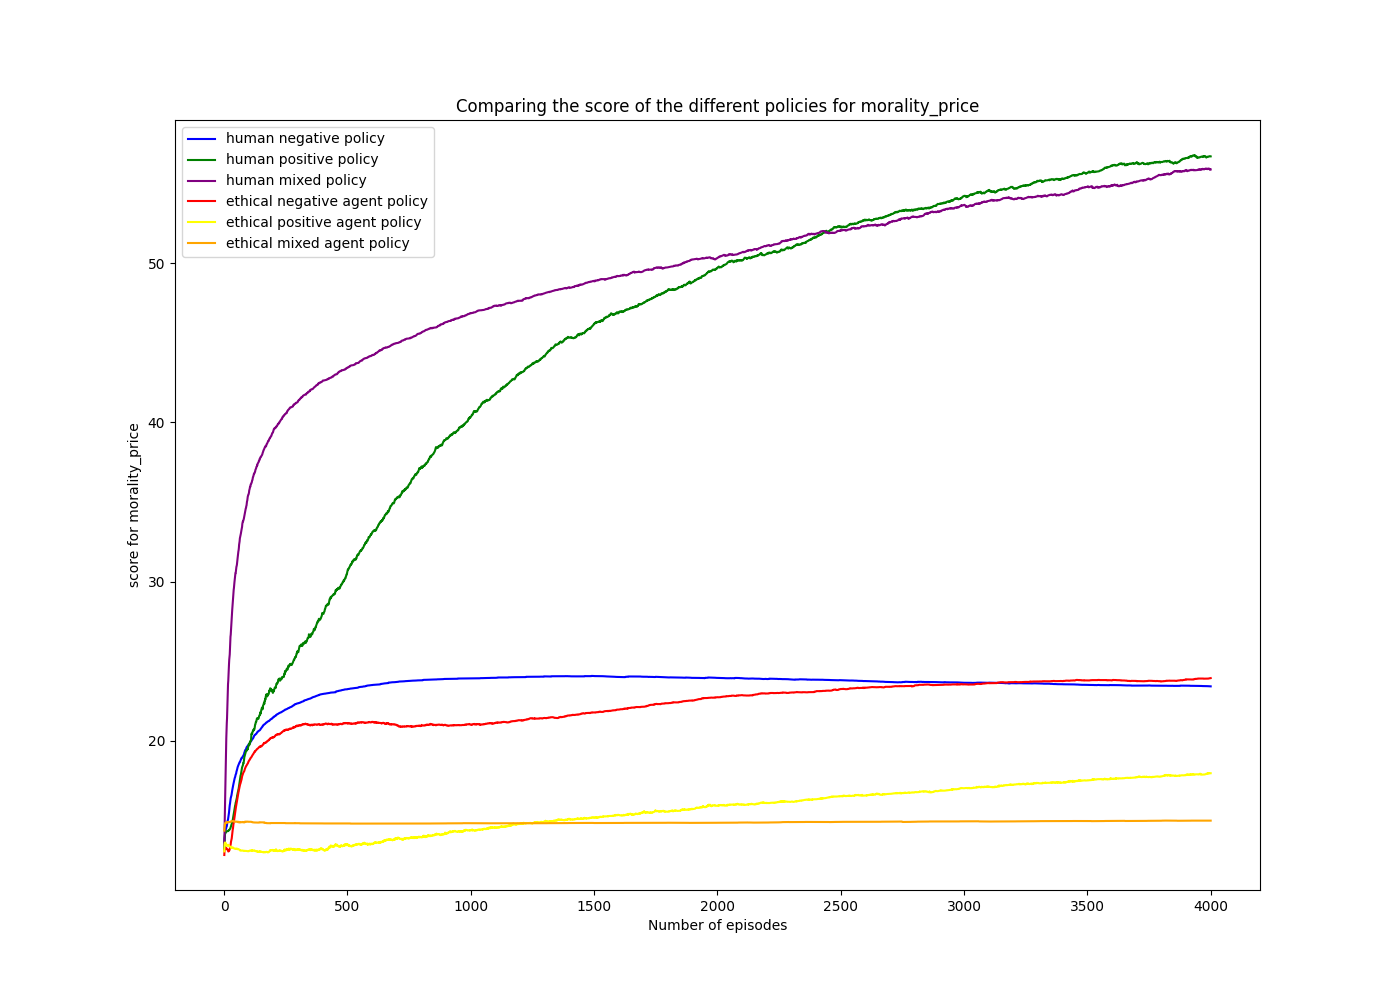 Comparing the score of the different policies for morality_price
human negative policy
human positive policy
human mixed policy
ethical negative agent policy
ethical positive agent policy
ethical mixed agent policy
score for morality_price
50
40
30
20
0
500
1000
1500
2000
2500
3000
3500
4000
Number of episodes